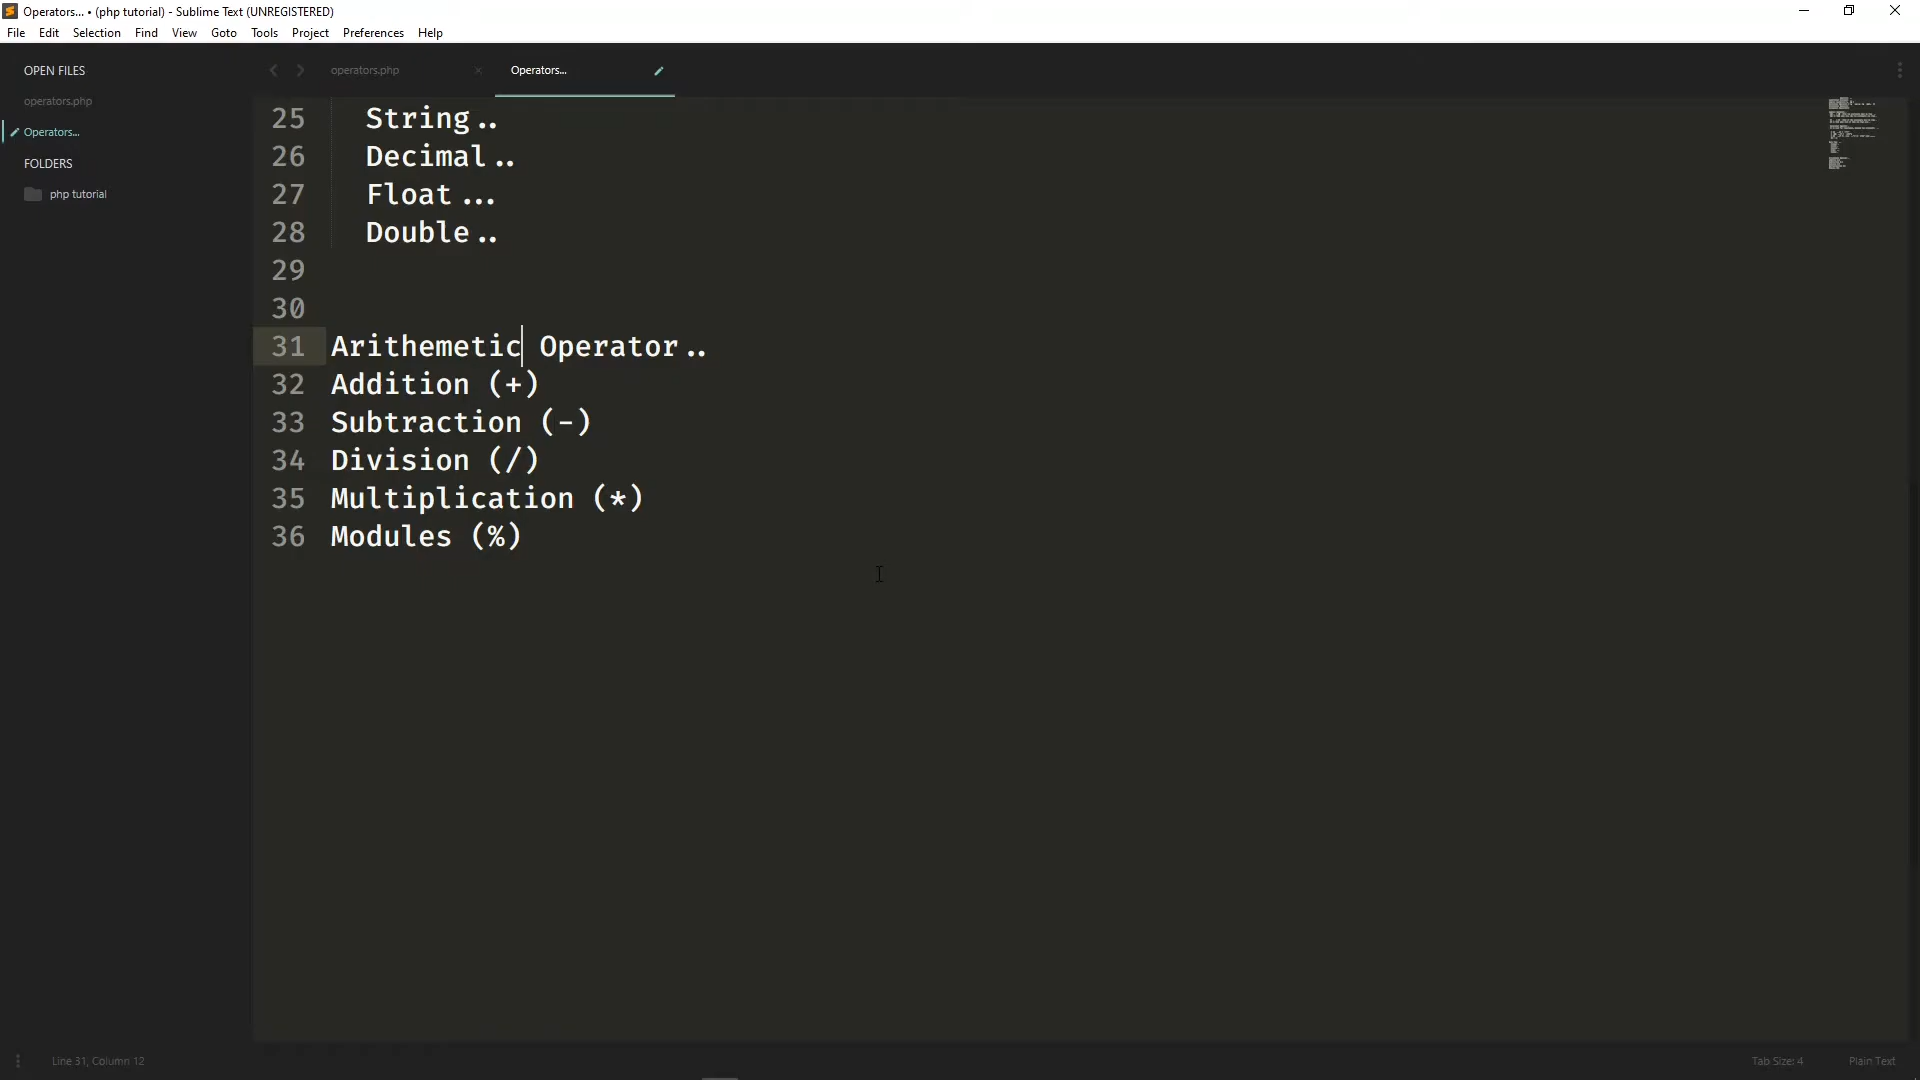 Operators... • (php tutorial) - Sublime Text (UNREGISTERED)
File Edit Selection Find View Goto Tools Project Preferences Help
OPEN FILES
operators.php
Operators...
FOLDERS
php tutorial
operators.php
Operators...
25 String..
26 Decimal..
27 Float...
28 Double..
29
30
31 Arithemetic Operator..
32 Addition (+)
33 Subtraction (-)
34 Division (/)
35 Multiplication (*)
36 Modules (%)
Line 31, Column 12
Tab Size: 4
Plain Text